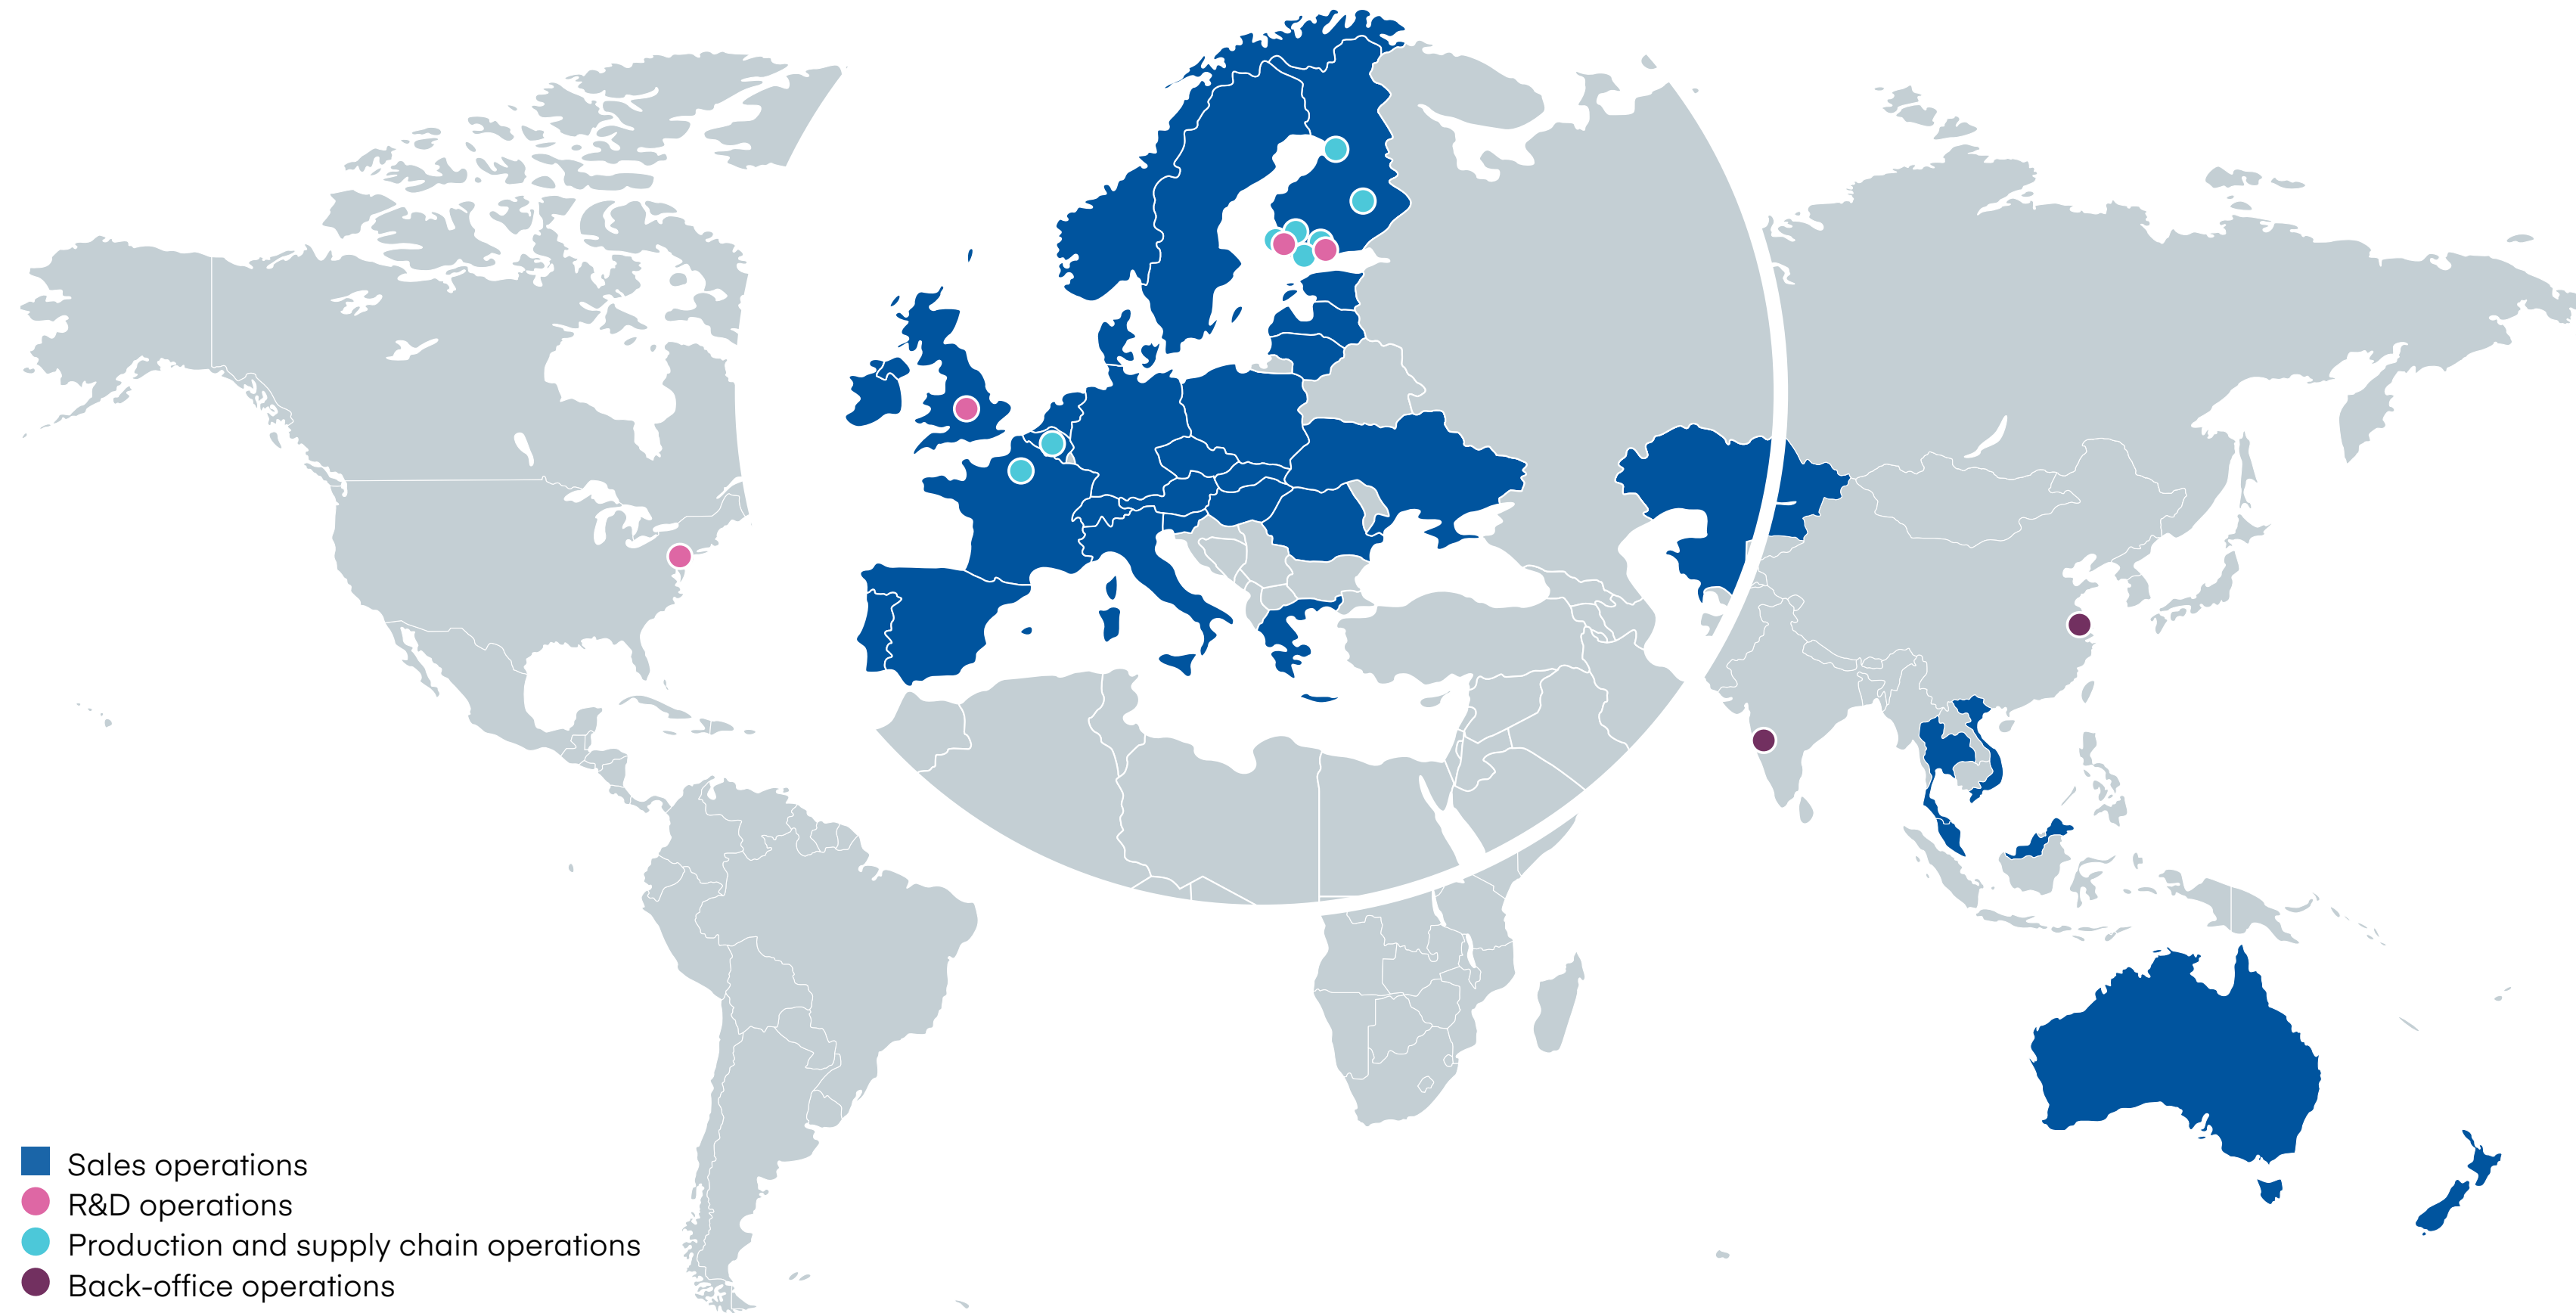 Sales operations
R&D operations
Production and supply chain operations
Back-office operations